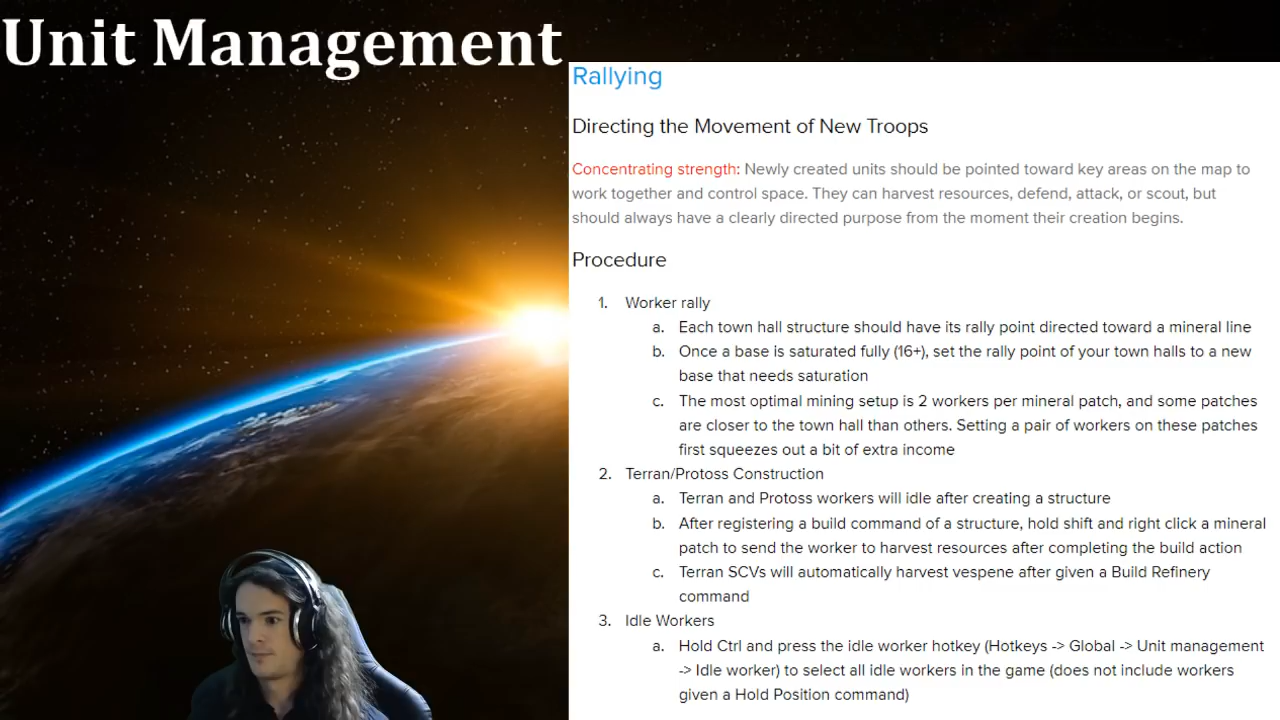 Unit Management
Rallying
Directing the Movement of New Troops
Concentrating strength: Newly created units should be pointed toward key areas on the map to
work together and control space. They can harvest resources, defend, attack, or scout, but
should always have a clearly directed purpose from the moment their creation begins.
Procedure
1. Worker rally
a. Each town hall structure should have its rally point directed toward a mineral line
b. Once a base is saturated fully (16+), set the rally point of your town halls to a new
base that needs saturation
c. The most optimal mining setup is 2 workers per mineral patch, and some patches
are closer to the town hall than others. Setting a pair of workers on these patches
first squeezes out a bit of extra income
2. Terran/Protoss Construction
a. Terran and Protoss workers will idle after creating a structure
b. After registering a build command of a structure, hold shift and right click a mineral
patch to send the worker to harvest resources after completing the build action
c. Terran SCVs will automatically harvest vespene after given a Build Refinery
command
3. Idle Workers
a. Hold Ctrl and press the idle worker hotkey (Hotkeys -> Global -> Unit management
-> Idle worker) to select all idle workers in the game (does not include workers
given a Hold Position command)